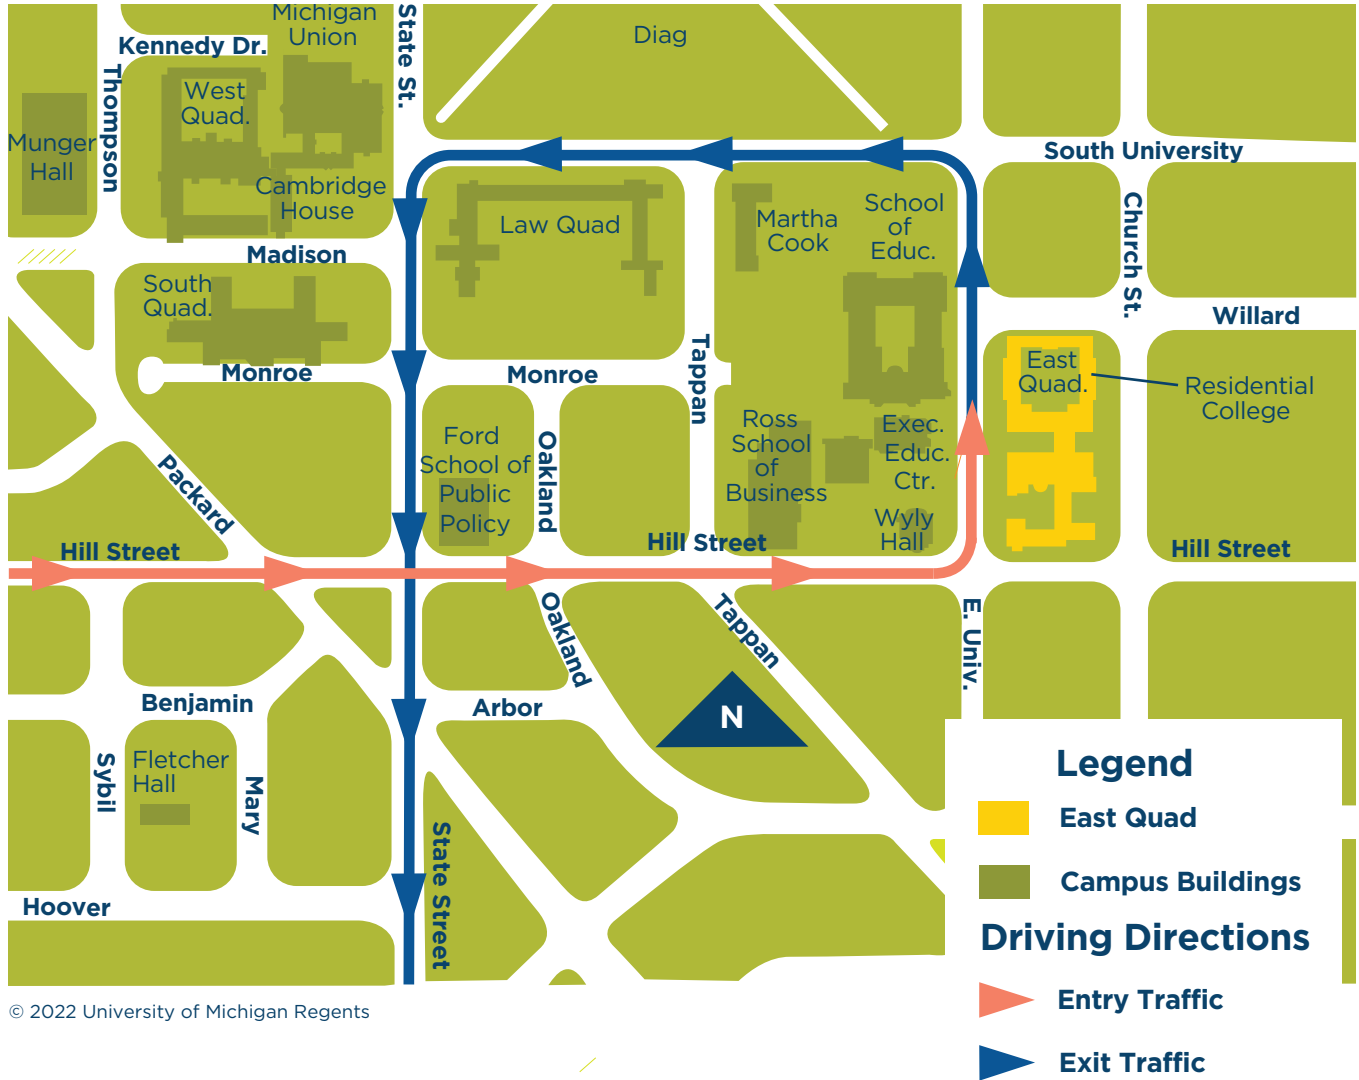 Michigan
Union
State St.
Diag
Kennedy Dr.
Thompson
West
Quad.
Munger
Hall
South University
Cambridge
House
Law Quad
Martha
Cook
School
of
Educ.
Church St.
Madison
South
Quad.
Willard
Monroe
Monroe
Tappan
East
Quad.
Residential
College
Ford
School of
Public
Policy
Oakland
Ross
School
of
Business
Exec.
Educ.
Ctr.
Packard
Wyly
Hall
Hill Street
Hill Street
Hill Street
Oakland
Tappan
E. Univ.
Benjamin
Arbor
N
Sybil
Fletcher
Hall
Mary
State Street
Hoover
Legend
East Quad
Campus Buildings
Driving Directions
Entry Traffic
Exit Traffic
© 2022 University of Michigan Regents